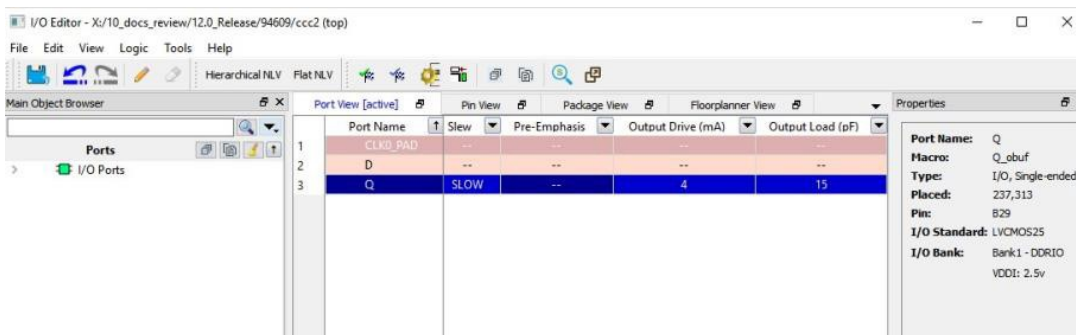 I/O Editor - X:/10_docs_review/12.0_Release/94609/ccc2 (top)
File Edit View Logic Tools Help
Hierarchical NLV Flat NLV
Main Object Browser
Port View [active] Pin View Package View Floorplanner View
Properties
Ports
I/O Ports
Port Name Slew Pre-Emphasis Output Drive (mA) Output Load (pF)
1 CLK0_PAD -- -- -- --
2 D -- -- -- --
3 Q SLOW -- 4 15
Port Name: Q
Macro: Q_obuf
Type: I/O, Single-ended
Placed: 237,313
Pin: B29
I/O Standard: LVCMOS25
I/O Bank: Bank1 - DDRIO
VDDI: 2.5v